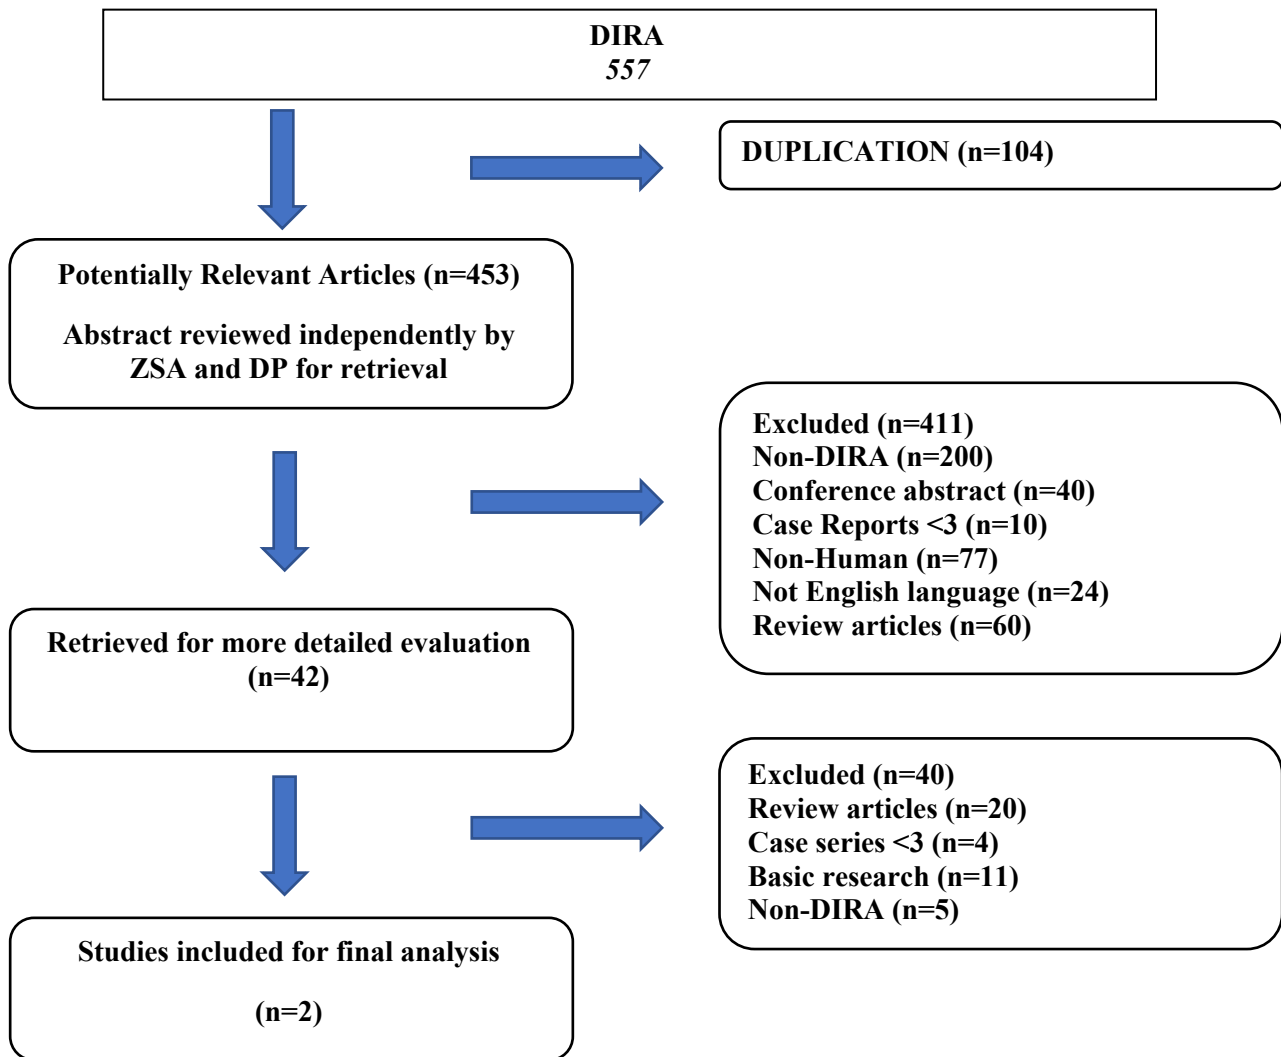 DIRA
557
DUPLICATION (n=104)
Potentially Relevant Articles (n=453)
Abstract reviewed independently by
ZSA and DP for retrieval
Excluded (n=411)
Non-DIRA (n=200)
Conference abstract (n=40)
Case Reports <3 (n=10)
Non-Human (n=77)
Not English language (n=24)
Review articles (n=60)
Retrieved for more detailed evaluation
(n=42)
Excluded (n=40)
Review articles (n=20)
Case series <3 (n=4)
Basic research (n=11)
Non-DIRA (n=5)
Studies included for final analysis
(n=2)